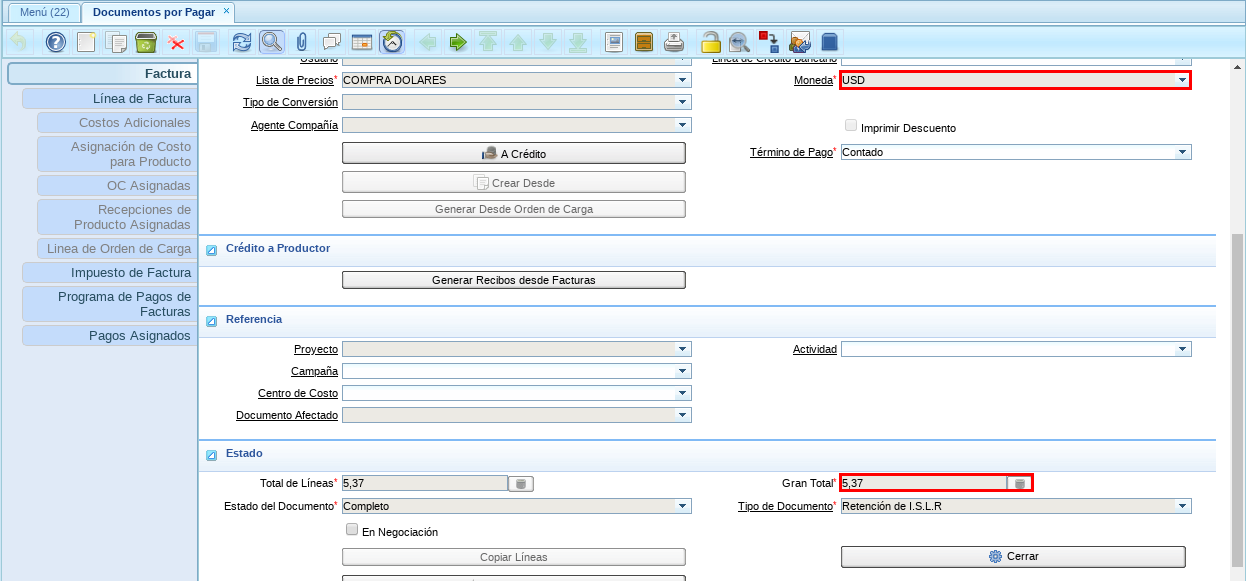 Menú (22) Documentos por Pagar ×
Factura
Línea de Factura
Costos Adicionales
Asignación de Costo
para Producto
OC Asignadas
Recepciones de
Producto Asignadas
Linea de Orden de Carga
Impuesto de Factura
Programa de Pagos de
Facturas
Pagos Asignados
Usuario Línea de Crédito Bancario
Lista de Precios* COMPRA DOLARES Moneda* USD
Tipo de Conversión
Agente Compañía Imprimir Descuento
A Crédito Término de Pago* Contado
Crear Desde
Generar Desde Orden de Carga
Crédito a Productor
Generar Recibos desde Facturas
Referencia
Proyecto Actividad
Campaña
Centro de Costo
Documento Afectado
Estado
Total de Líneas* 5,37 Gran Total* 5,37
Estado del Documento* Completo Tipo de Documento* Retención de I.S.L.R
En Negociación
Copiar Líneas Cerrar